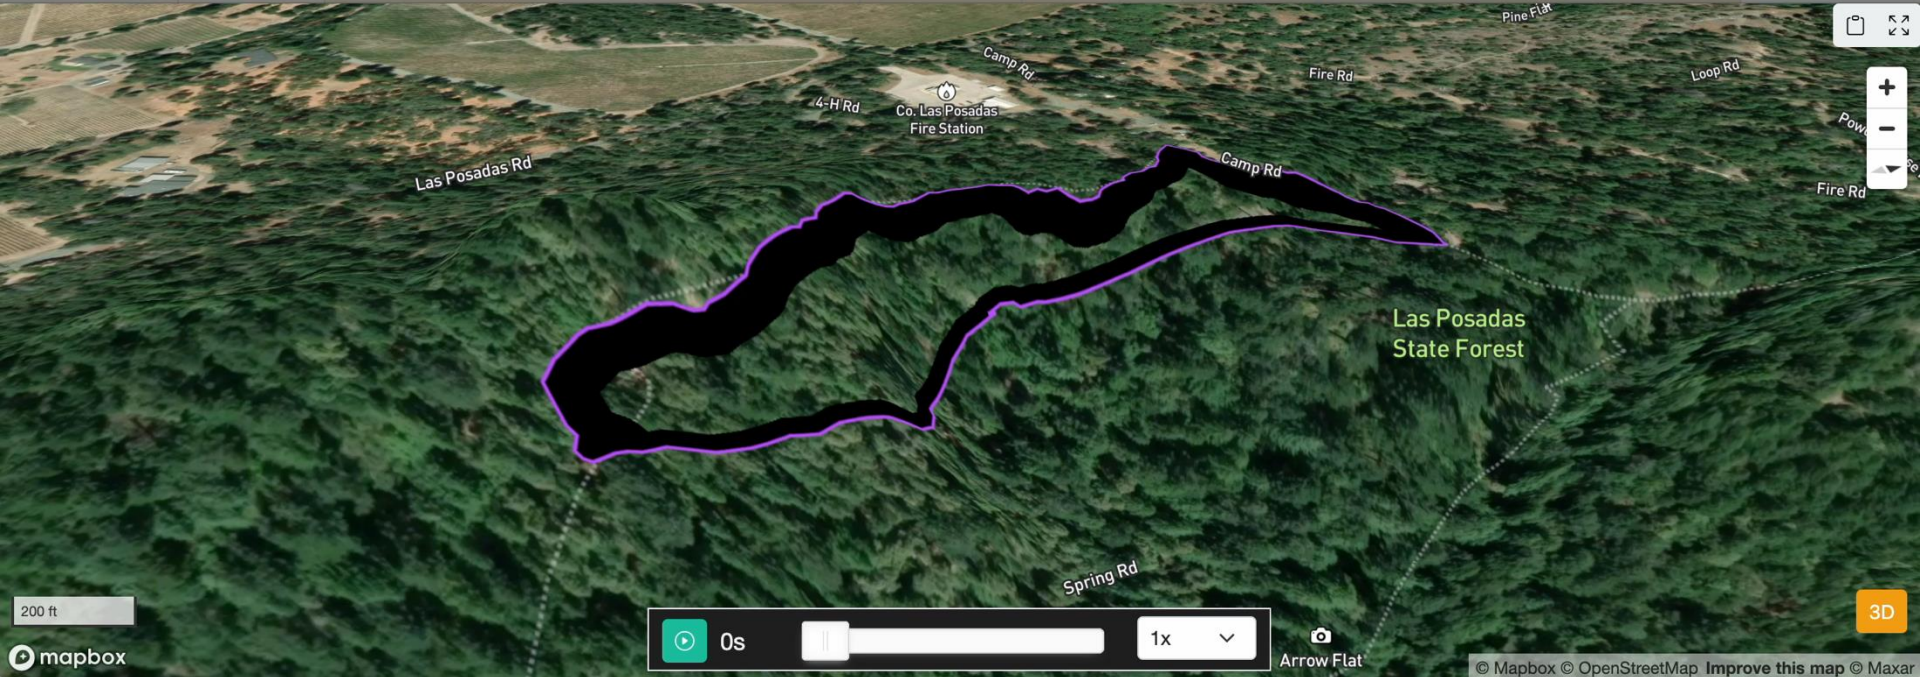 Pine Flat
Camp Rd
Fire Rd
Loop Rd
4-H Rd
Co. Las Posadas
Fire Station
Las Posadas Rd
Camp Rd
Fire Rd
Las Posadas
State Forest
Spring Rd
200 ft
mapbox
0s
1x
Arrow Flat
3D
© Mapbox © OpenStreetMap Improve this map © Maxar